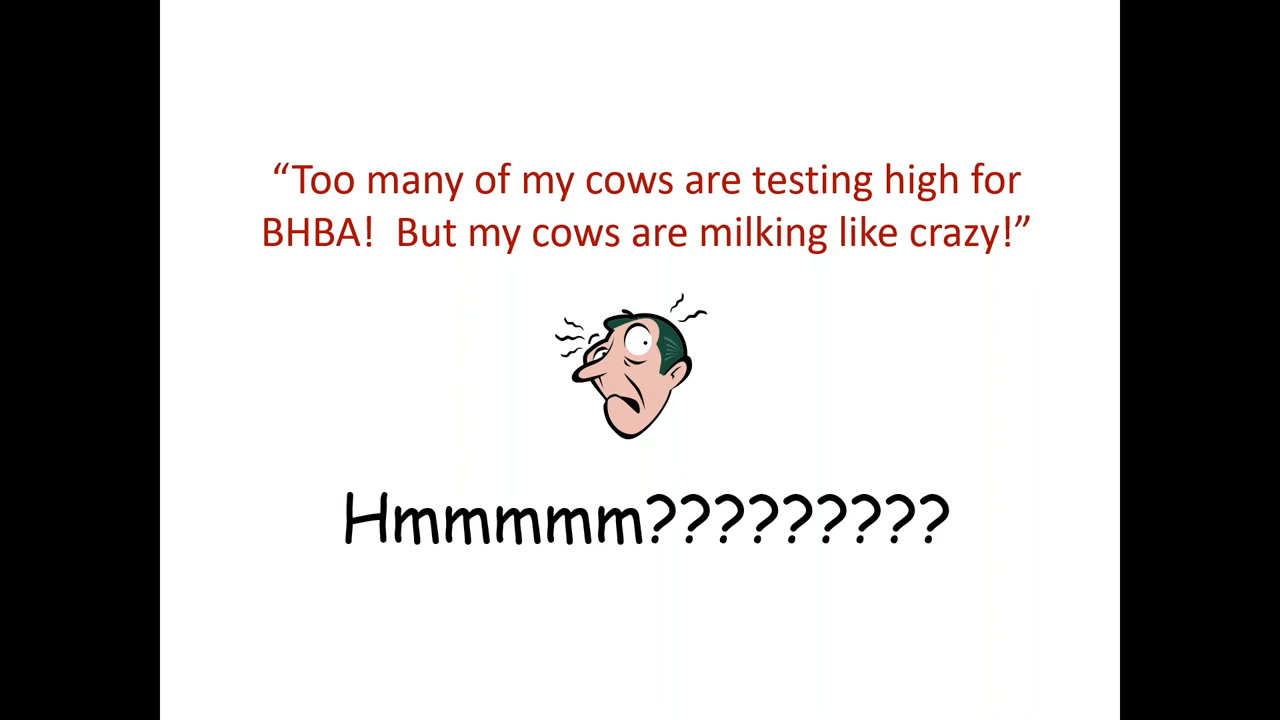 “Too many of my cows are testing high for
BHBA!  But my cows are milking like crazy!”
Hmmmmm?????????